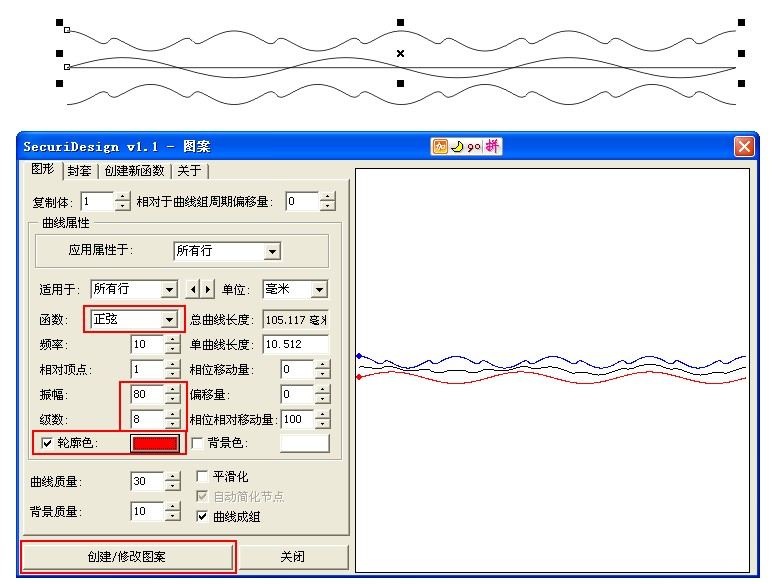 SecuriDesign v1.1 - 图案
加 拼
图形 封套 创建新函数 关于
复制体: 1 相对于曲线组周期偏移量: 0
曲线属性
应用属性于: 所有行
适用于: 所有行 单位: 毫米
函数: 正弦 总曲线长度: 105.117 毫米
频率: 10 单曲线长度: 10.512
相对顶点: 1 相位移动量: 0
振幅: 80 偏移量: 0
级数: 8 相位相对移动量: 100
轮廓色: 背景色:
曲线质量: 30 平滑化
自动简化节点
背景质量: 10 曲线成组
创建/修改图案 关闭